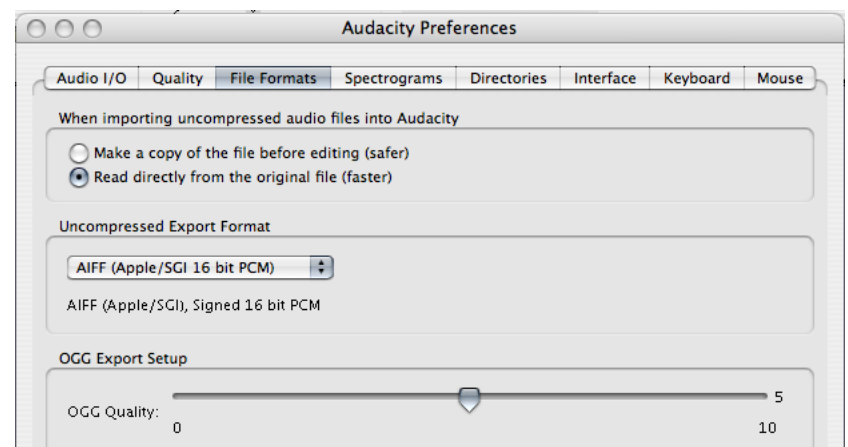 Audacity Preferences
Audio I/O Quality File Formats Spectrograms Directories Interface Keyboard Mouse
When importing uncompressed audio files into Audacity
Make a copy of the file before editing (safer)
Read directly from the original file (faster)
Uncompressed Export Format
AIFF (Apple/SGI 16 bit PCM)
AIFF (Apple/SGI), Signed 16 bit PCM
OGG Export Setup
5
OGG Quality:
0 10